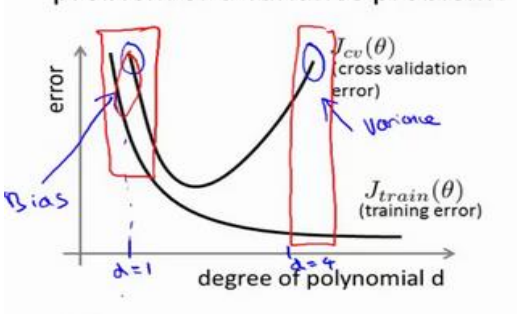 error
J_cv(θ)
(cross validation
error)
Variance
Bias
J_train(θ)
(training error)
d=1
d=4
degree of polynomial d